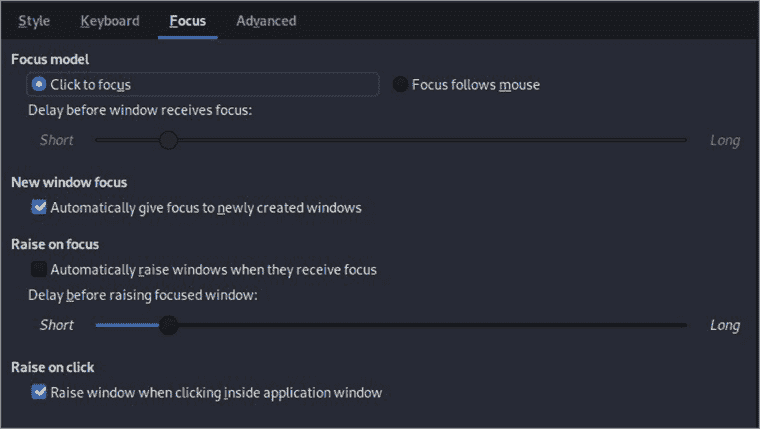 Style Keyboard Focus Advanced
Focus model
Click to focus Focus follows mouse
Delay before window receives focus:
Short Long
New window focus
Automatically give focus to newly created windows
Raise on focus
Automatically raise windows when they receive focus
Delay before raising focused window:
Short Long
Raise on click
Raise window when clicking inside application window